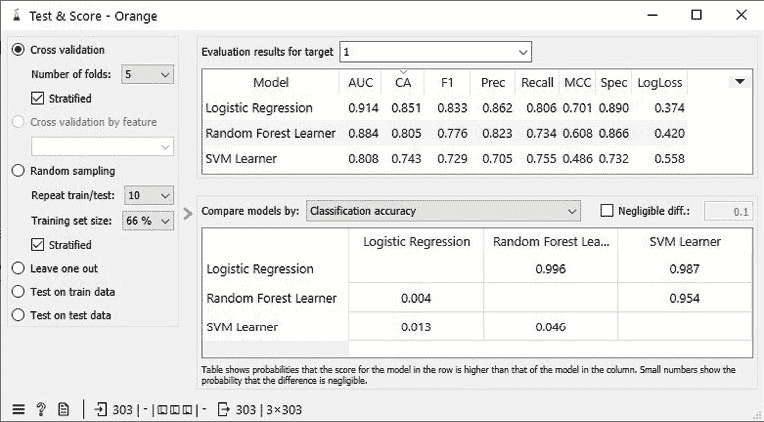 Test & Score - Orange
Cross validation
Number of folds: 5
Stratified
Cross validation by feature
Random sampling
Repeat train/test: 10
Training set size: 66 %
Stratified
Leave one out
Test on train data
Test on test data
Evaluation results for target 1
Model AUC CA F1 Prec Recall MCC Spec LogLoss
Logistic Regression 0.914 0.851 0.833 0.862 0.806 0.701 0.890 0.374
Random Forest Learner 0.884 0.805 0.776 0.823 0.734 0.608 0.866 0.420
SVM Learner 0.808 0.743 0.729 0.705 0.755 0.486 0.732 0.558
Compare models by: Classification accuracy Negligible diff.: 0.1
Logistic Regression Random Forest Lea... SVM Learner
Logistic Regression 0.996 0.987
Random Forest Learner 0.004 0.954
SVM Learner 0.013 0.046
Table shows probabilities that the score for the model in the row is higher than that of the model in the column. Small numbers show the
probability that the difference is negligible.
303 | - | - 303 | 3×303